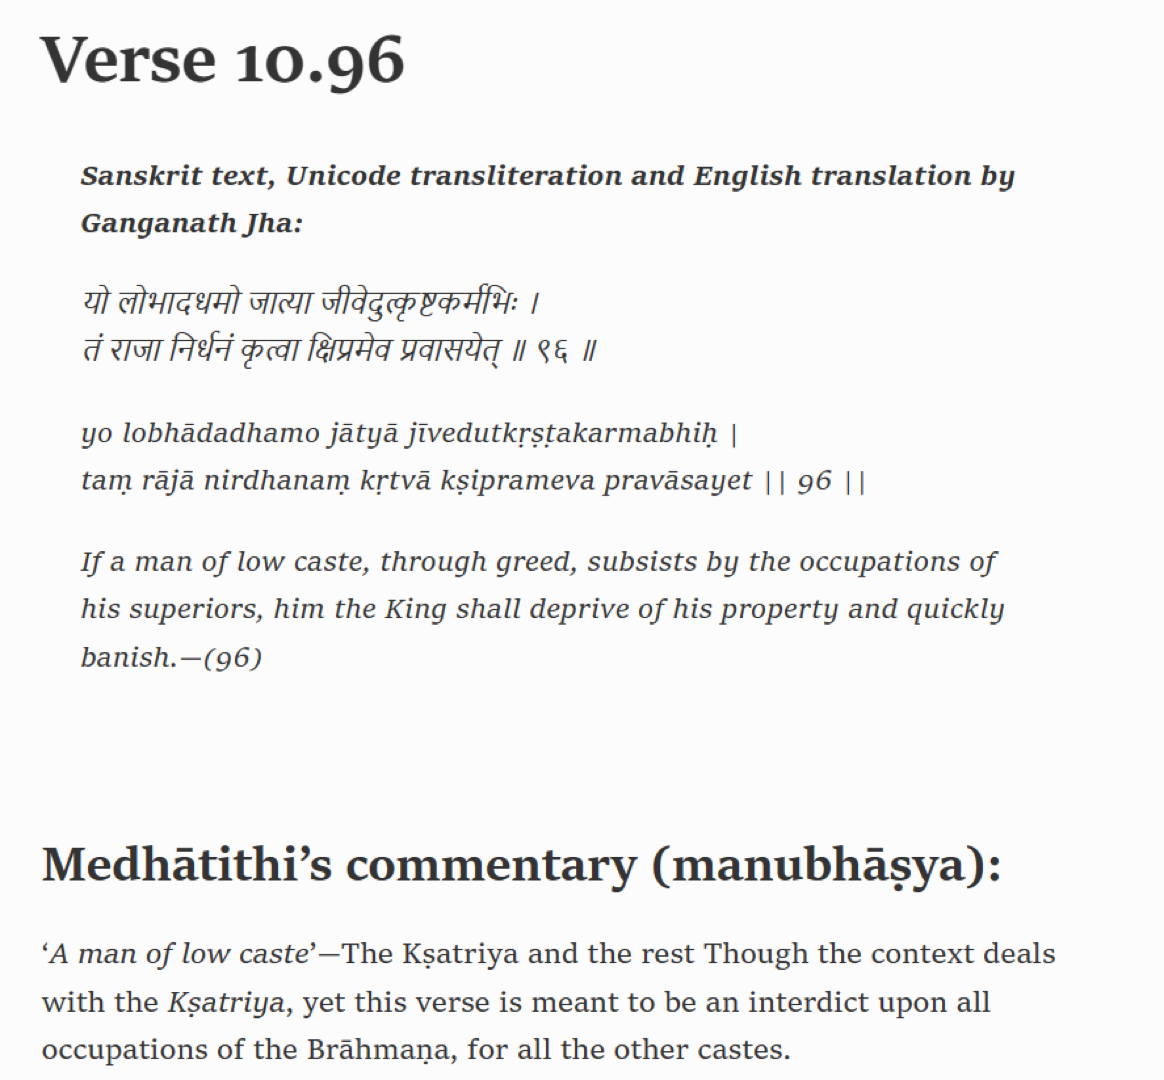 Verse 10.96
Sanskrit text, Unicode transliteration and English translation by
Ganganath Jha:
यो लोभादधमो जात्या जीवेदुत्कृष्टकर्मभिः ।
तं राजा निर्धनं कृत्वा क्षिप्रमेव प्रवासयेत् ॥ ९६ ॥
yo lobhādadhamo jātyā jīvedutkṛṣṭakarmabhiḥ |
taṃ rājā nirdhanaṃ kṛtvā kṣiprameva pravāsayet || 96 ||
If a man of low caste, through greed, subsists by the occupations of
his superiors, him the King shall deprive of his property and quickly
banish.—(96)
Medhātithi’s commentary (manubhāṣya):
‘A man of low caste’—The Kṣatriya and the rest Though the context deals
with the Kṣatriya, yet this verse is meant to be an interdict upon all
occupations of the Brāhmaṇa, for all the other castes.